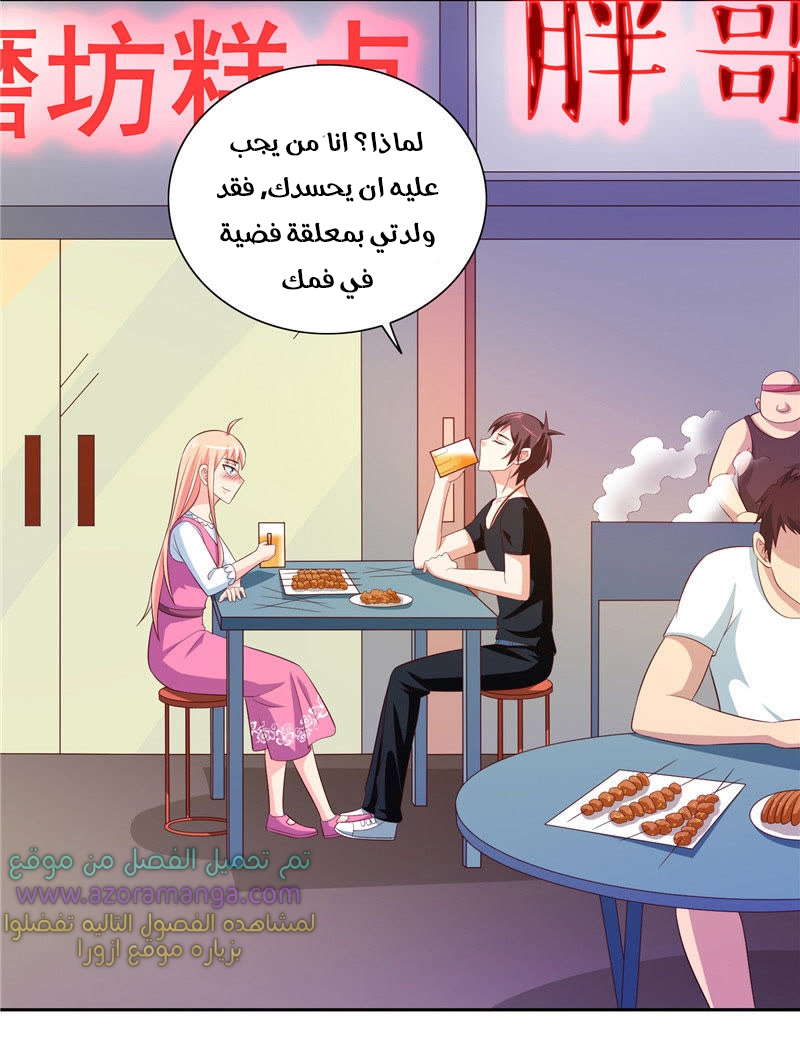 磨坊糕点
胖哥
لماذا؟ انا من يجب
عليه ان يحسدك, فقد
ولدتي بمعلقة فضية
في فمك
تم تحميل الفصل من موقع
www.azoramanga.com
لمشاهده الفصول التاليه تفضلوا
بزياره موقع ازورا